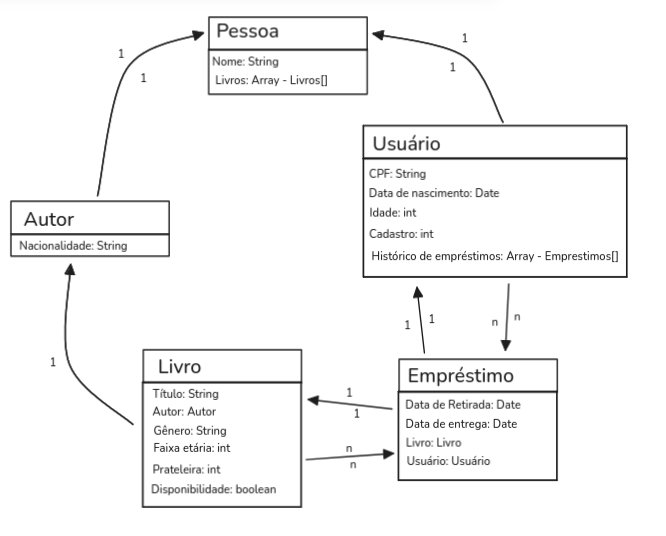 Pessoa
Nome: String
Livros: Array - Livros[]
1
1
1
1
Usuário
CPF: String
Data de nascimento: Date
Idade: int
Cadastro: int
Histórico de empréstimos: Array - Emprestimos[]
Autor
Nacionalidade: String
1
1
1
n
n
Livro
Título: String
Autor: Autor
Gênero: String
Faixa etária: int
Prateleira: int
Disponibilidade: boolean
1
1
n
n
Empréstimo
Data de Retirada: Date
Data de entrega: Date
Livro: Livro
Usuário: Usuário